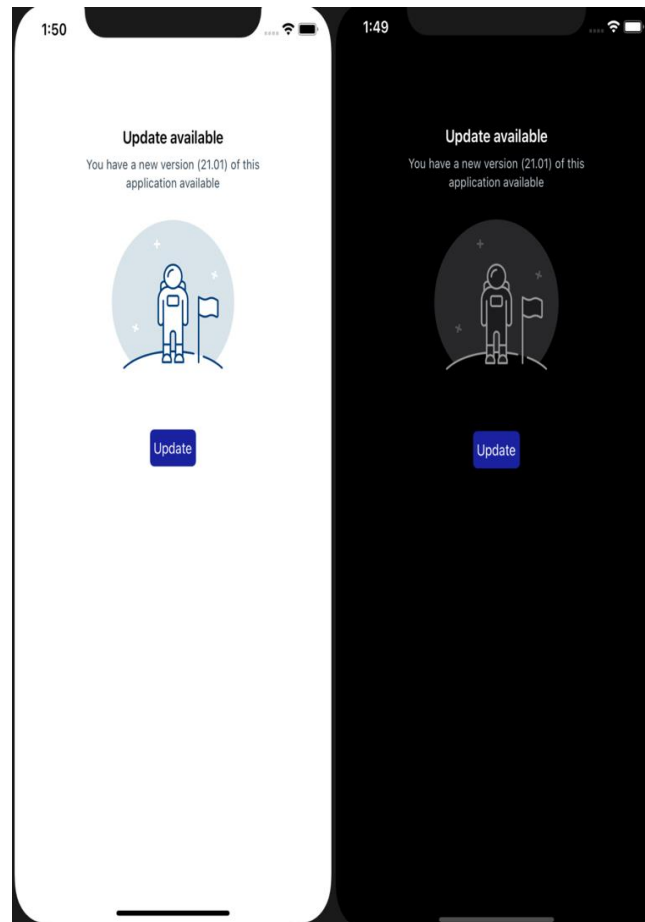 1:50
Update available
You have a new version (21.01) of this
application available
Update
1:49
Update available
You have a new version (21.01) of this
application available
Update